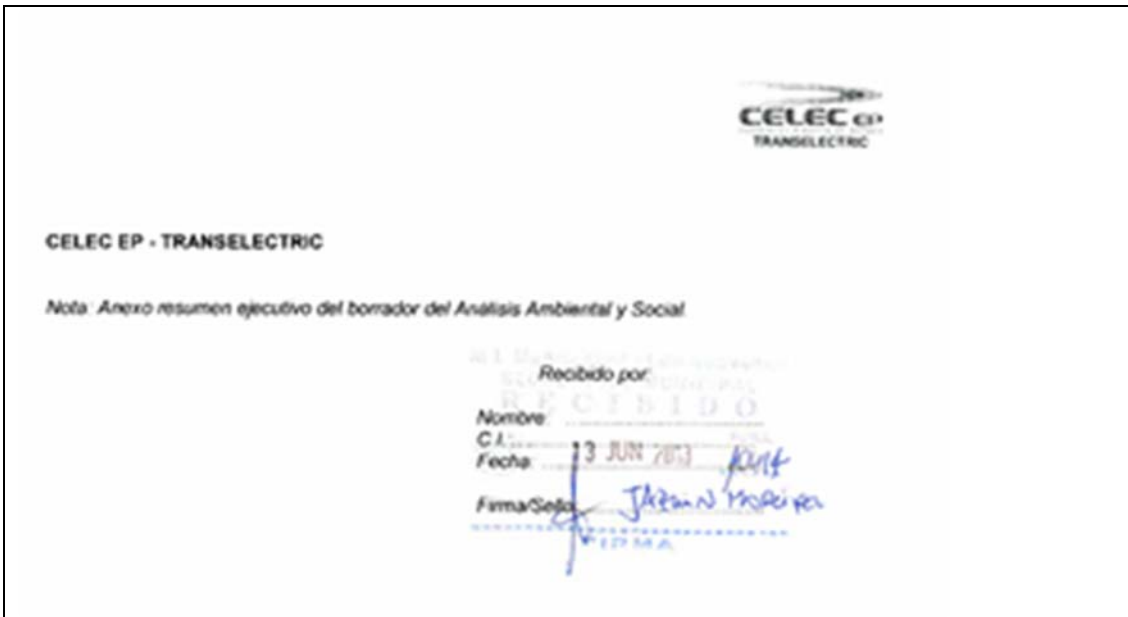 CELEC EP
TRANSELECTRIC
CELEC EP - TRANSELECTRIC
Nota: Anexo resumen ejecutivo del borrador del Análisis Ambiental y Social.
Recibido por:
RECIBIDO
Nombre:
C.I.:
Fecha: 13 JUN 2013
Firma/Sello:
FIRMA